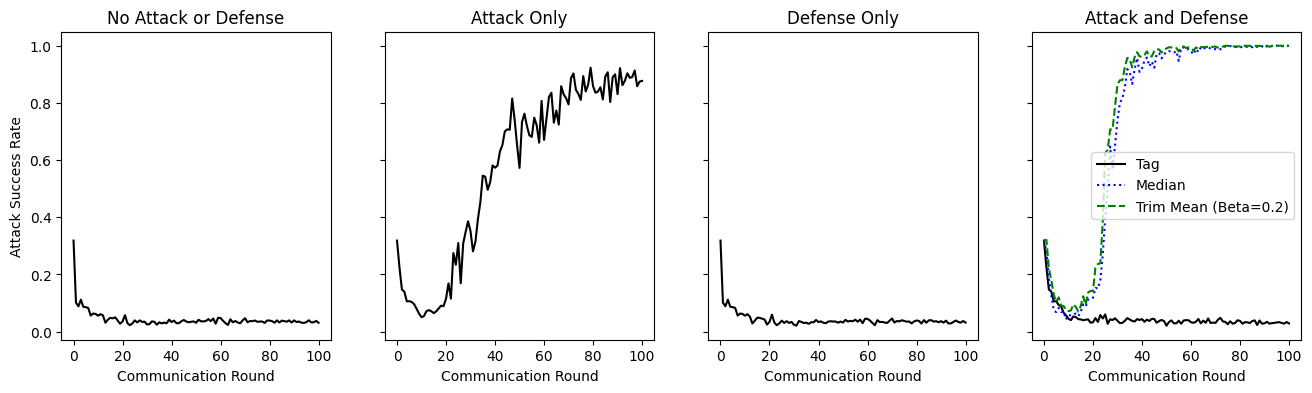 No Attack or Defense
Attack Only
Defense Only
Attack and Defense
Attack Success Rate
1.0
0.8
0.6
0.4
0.2
0.0
Tag
Median
Trim Mean (Beta=0.2)
0 20 40 60 80 100
0 20 40 60 80 100
0 20 40 60 80 100
0 20 40 60 80 100
Communication Round
Communication Round
Communication Round
Communication Round